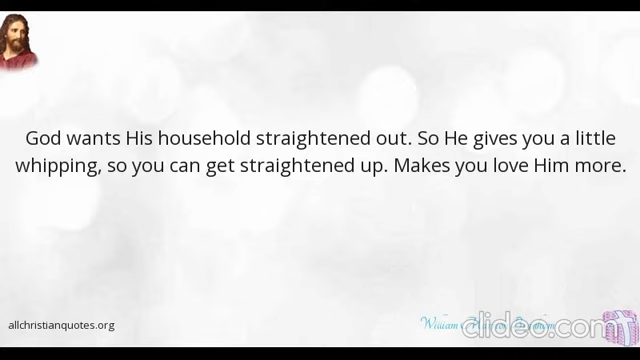 God wants His household straightened out. So He gives you a little
whipping, so you can get straightened up. Makes you love Him more.
allchristianquotes.org
clideo.com